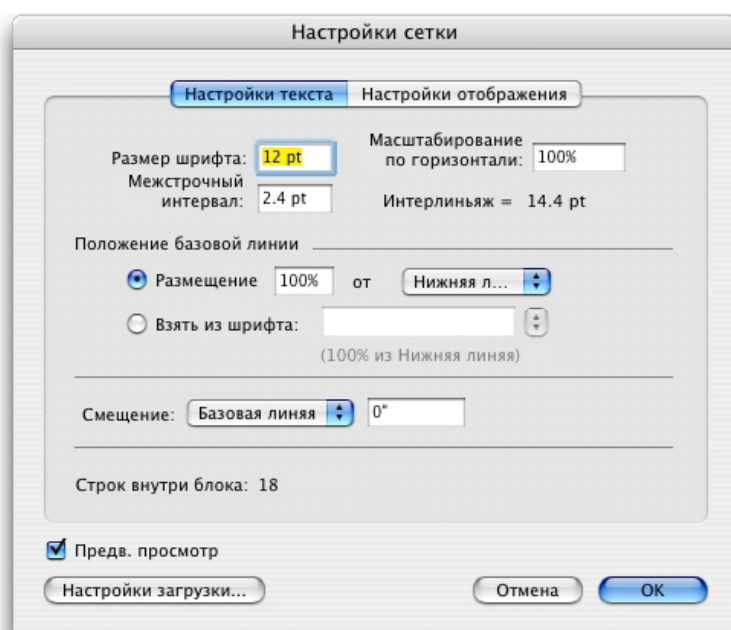 Настройки сетки
Настройки текста Настройки отображения
Размер шрифта: 12 pt Масштабирование по горизонтали: 100%
Межстрочный интервал: 2.4 pt Интерлиньяж = 14.4 pt
Положение базовой линии
Размещение 100% от Нижняя л...
Взять из шрифта:
(100% из Нижняя линяя)
Смещение: Базовая линяя 0"
Строк внутри блока: 18
Предв. просмотр
Настройки загрузки... Отмена OK